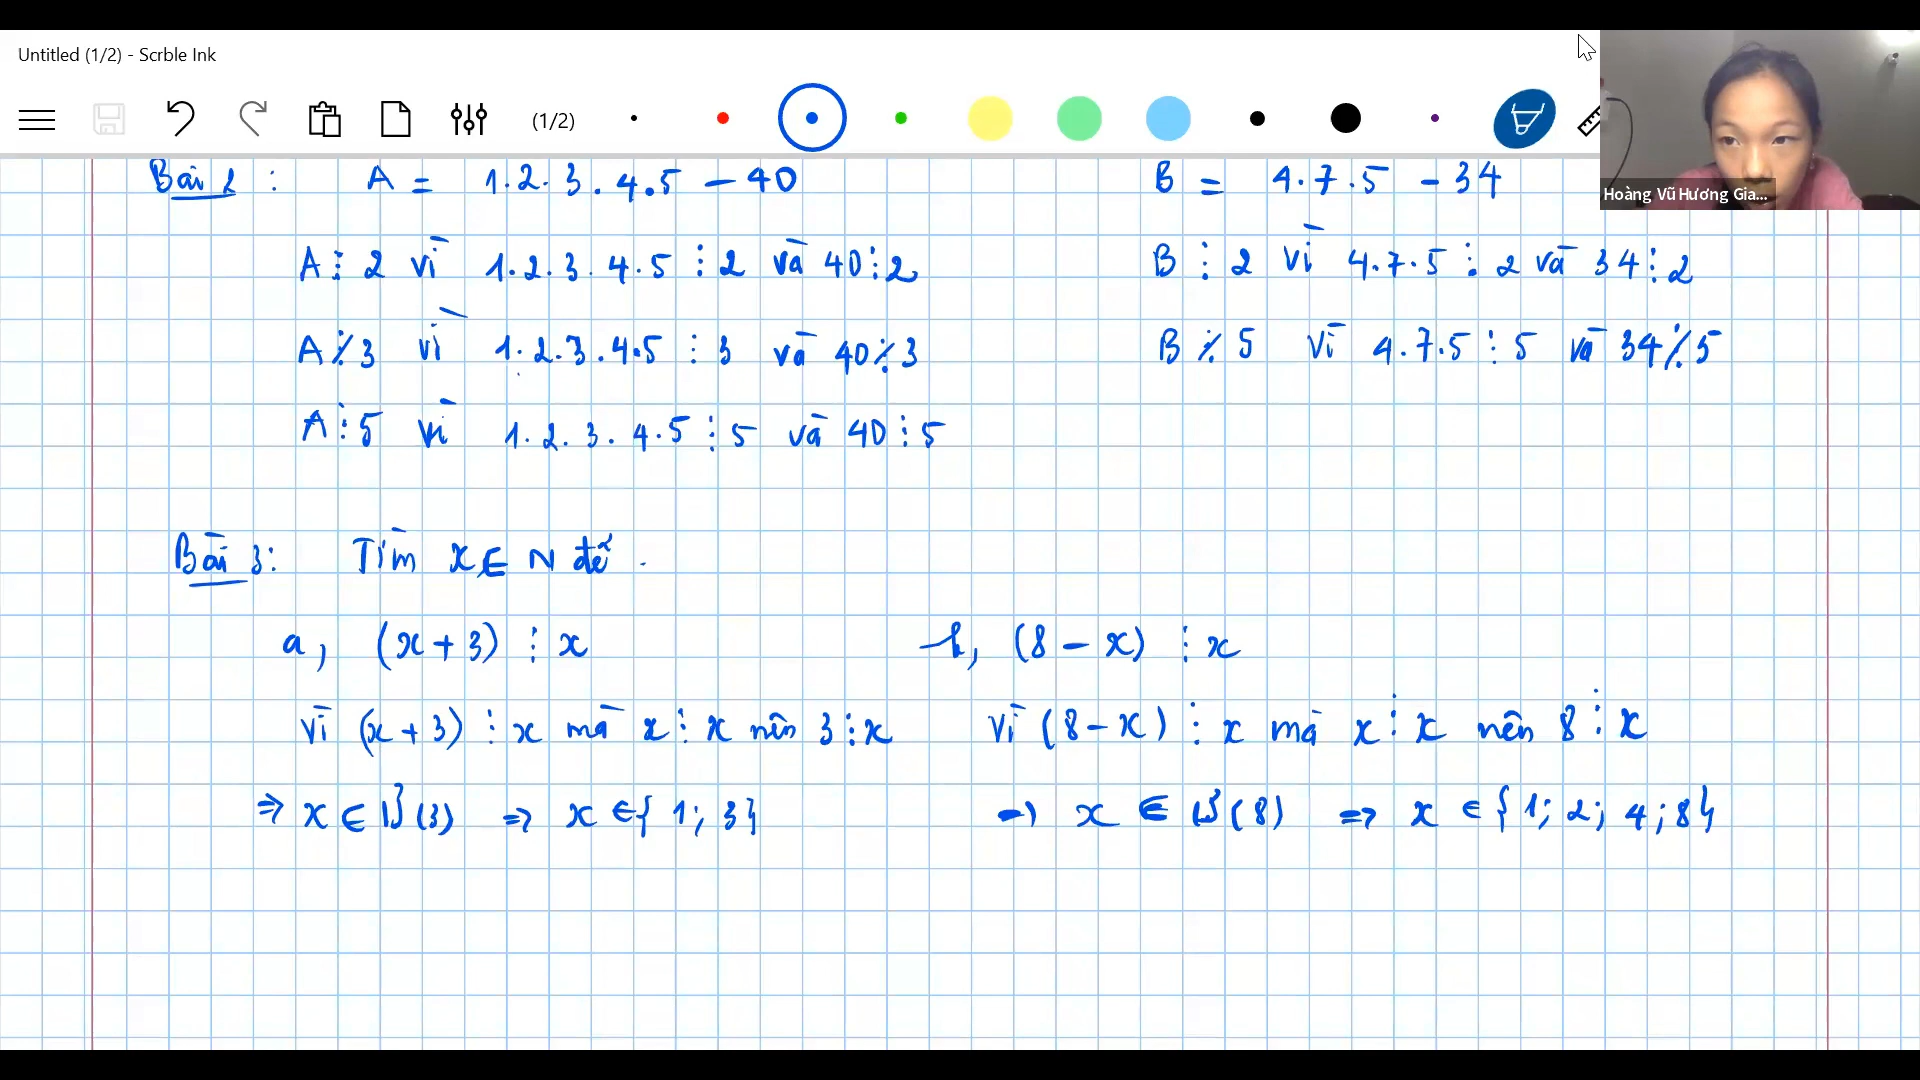 Untitled (1/2) - Scrble Ink
(1/2)
Hoàng Vũ Hương Gia...
Bài 2 : A = 1.2.3.4.5 – 40 B = 4.7.5 - 34
A ⋮ 2 vì 1.2.3.4.5 ⋮ 2 và 40 ⋮ 2 B ⋮ 2 vì 4.7.5 ⋮ 2 và 34 ⋮ 2
A ⋮̸ 3 vì 1.2.3.4.5 ⋮ 3 và 40 ⋮̸ 3 B ⋮̸ 5 vì 4.7.5 ⋮ 5 và 34 ⋮̸ 5
A ⋮ 5 vì 1.2.3.4.5 ⋮ 5 và 40 ⋮ 5
Bài 3: Tìm x ∈ N để.
a, (x + 3) ⋮ x b, (8 – x) ⋮ x
vì (x + 3) ⋮ x mà x ⋮ x nên 3 ⋮ x vì (8 – x) ⋮ x mà x ⋮ x nên 8 ⋮ x
⇒ x ∈ Ư(3) ⇒ x ∈ { 1; 3} ⇒ x ∈ Ư(8) ⇒ x ∈ {1; 2; 4; 8}